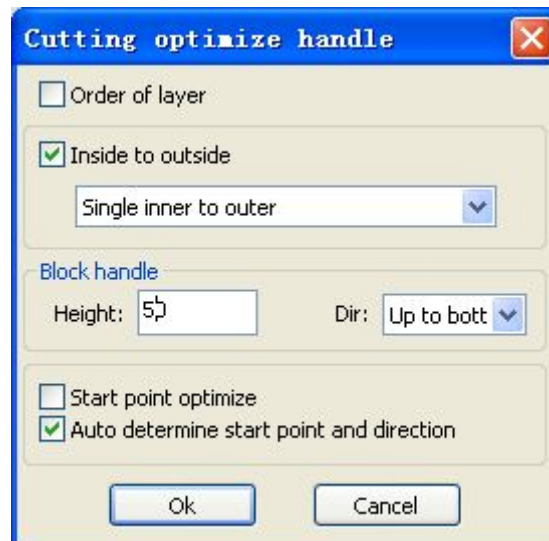 Cutting optimize handle
Order of layer
Inside to outside
Single inner to outer
Block handle
Height:
Dir: Up to bott
Start point optimize
Auto determine start point and direction
Ok
Cancel